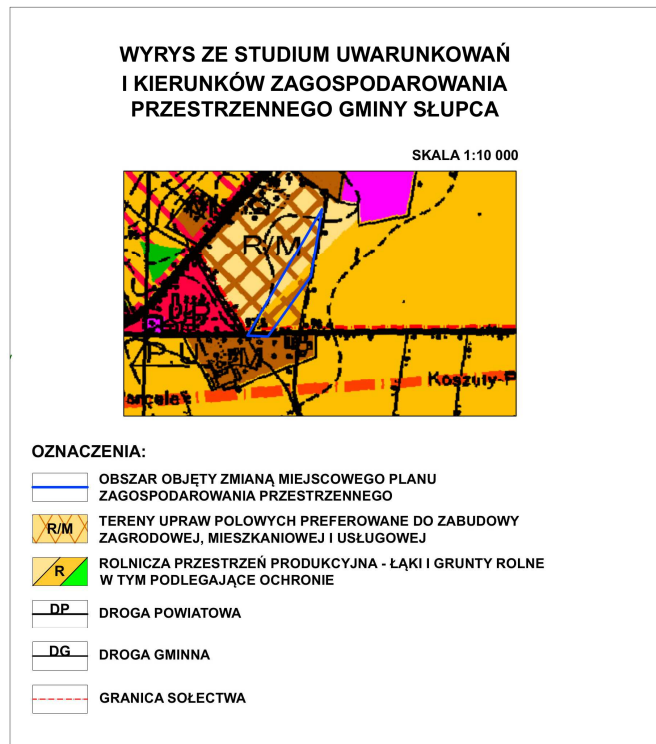 WYRYS ZE STUDIUM UWARUNKOWAŃ
I KIERUNKÓW ZAGOSPODAROWANIA
PRZESTRZENNEGO GMINY SŁUPCA
SKALA 1:10 000
R/M
P U
M
Koszuty-P
arcele
OZNACZENIA:
OBSZAR OBJĘTY ZMIANĄ MIEJSCOWEGO PLANU
ZAGOSPODAROWANIA PRZESTRZENNEGO
R/M
TERENY UPRAW POLOWYCH PREFEROWANE DO ZABUDOWY
ZAGRODOWEJ, MIESZKANIOWEJ I USŁUGOWEJ
R
ROLNICZA PRZESTRZEŃ PRODUKCYJNA - ŁĄKI I GRUNTY ROLNE
W TYM PODLEGAJĄCE OCHRONIE
DP
DROGA POWIATOWA
DG
DROGA GMINNA
GRANICA SOŁECTWA